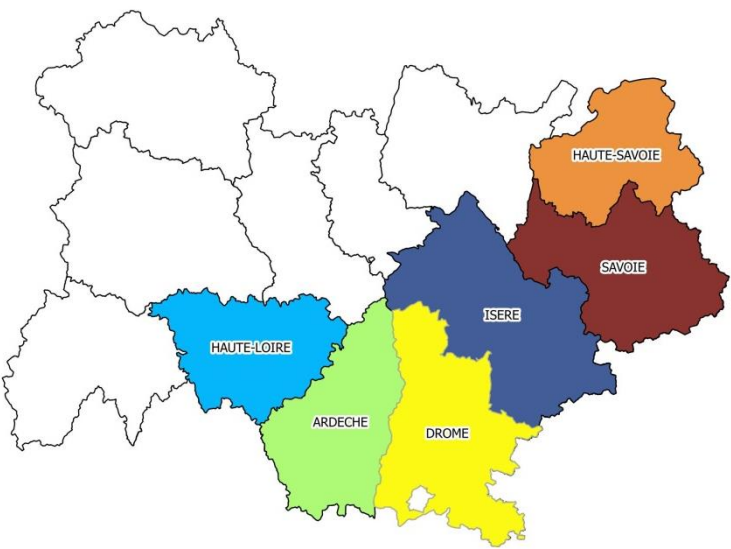 HAUTE-SAVOIE
SAVOIE
ISERE
HAUTE-LOIRE
ARDECHE
DROME